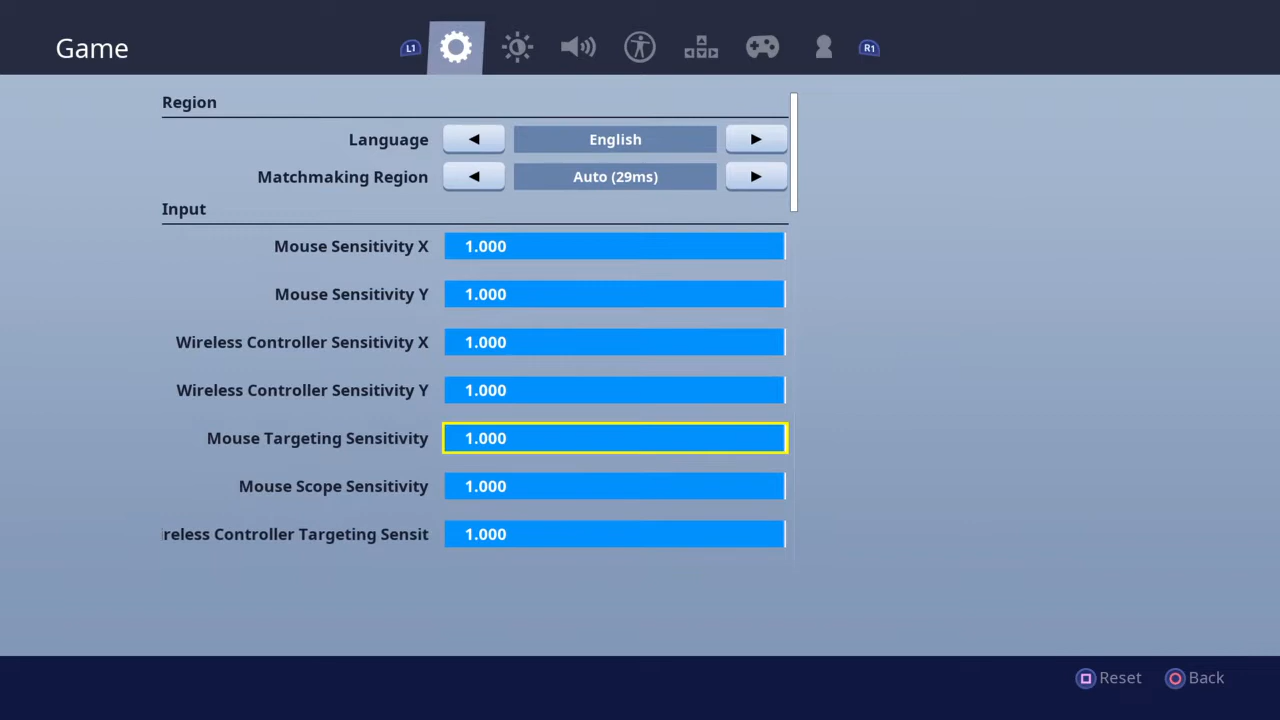 Game
L1
R1
Region
Language
English
Matchmaking Region
Auto (29ms)
Input
Mouse Sensitivity X
1.000
Mouse Sensitivity Y
1.000
Wireless Controller Sensitivity X
1.000
Wireless Controller Sensitivity Y
1.000
Mouse Targeting Sensitivity
1.000
Mouse Scope Sensitivity
1.000
reless Controller Targeting Sensit
1.000
Reset
Back